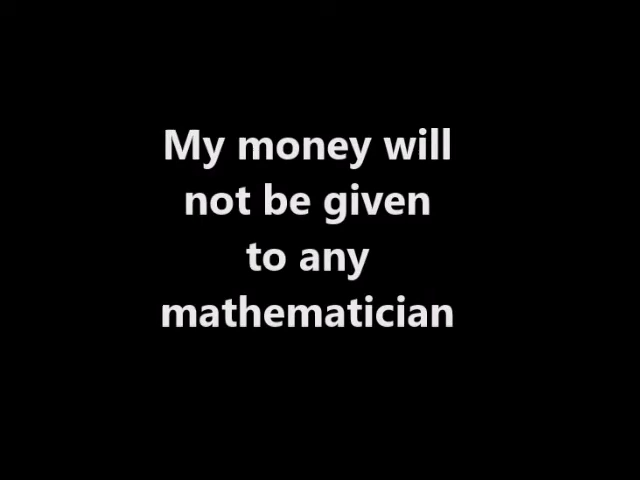 My money will
not be given
to any
mathematician